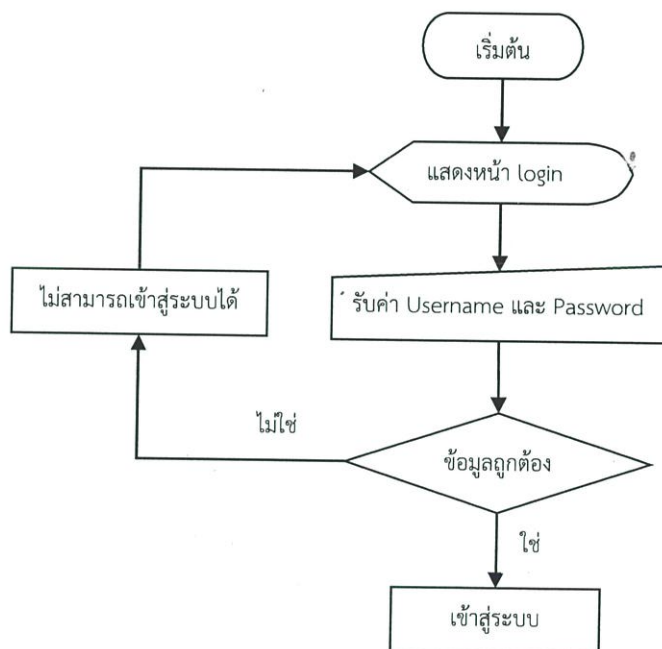 เริ่มต้น
แสดงหน้า login
ไม่สามารถเข้าสู่ระบบได้
รับค่า Username และ Password
ไม่ใช่
ข้อมูลถูกต้อง
ใช่
เข้าสู่ระบบ